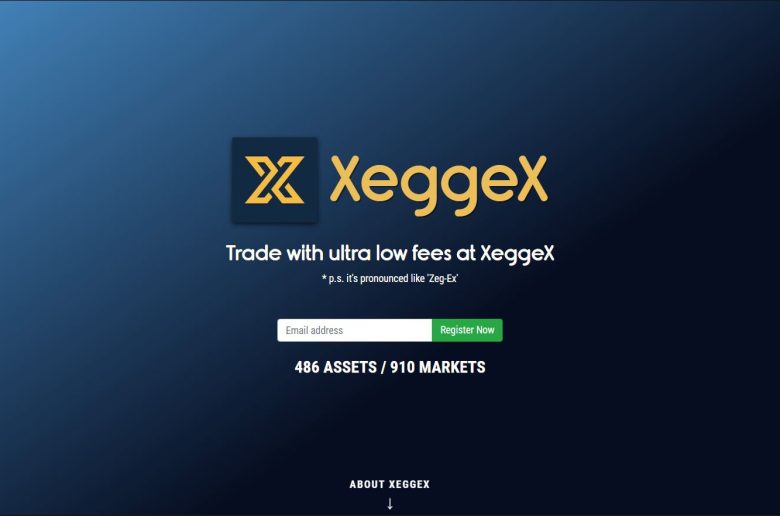 XeggeX
Trade with ultra low fees at XeggeX
* p.s. it's pronounced like 'Zeg-Ex'
Email address Register Now
486 ASSETS / 910 MARKETS
ABOUT XEGGEX
↓